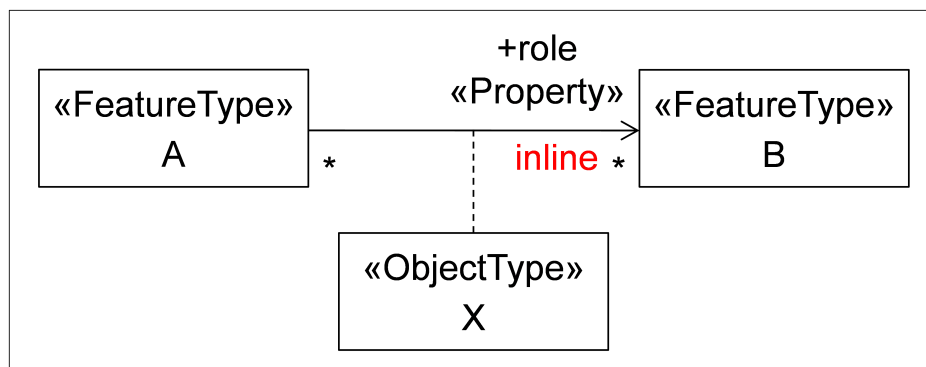 +role
«Property»
«FeatureType»
A
«FeatureType»
B
*
inline
*
«ObjectType»
X